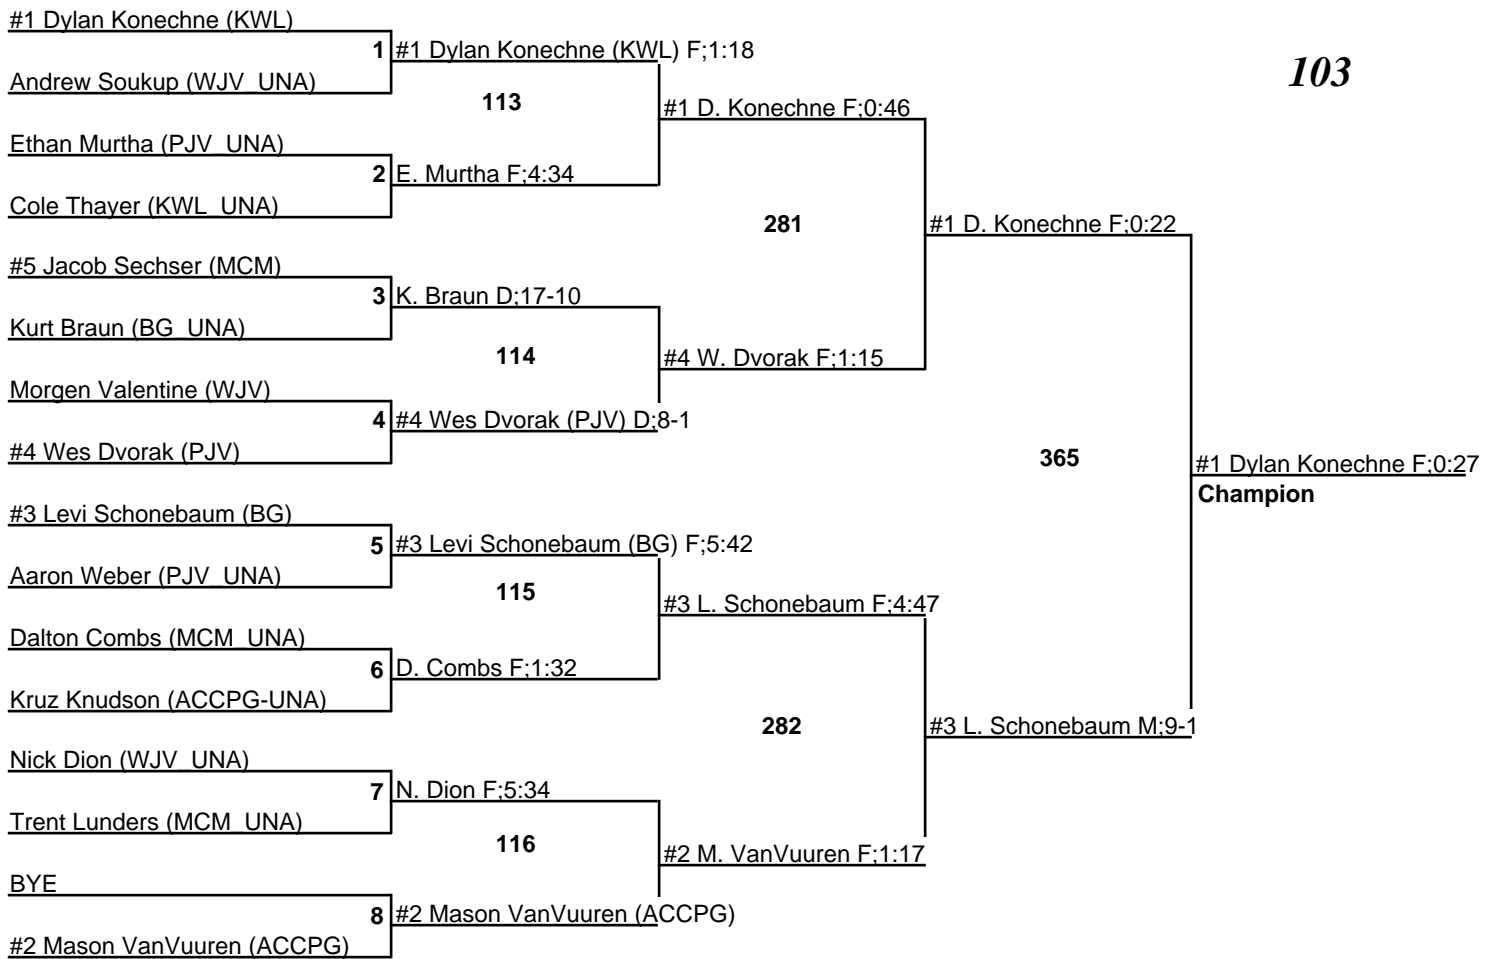 #1 Dylan Konechne (KWL)
1 #1 Dylan Konechne (KWL) F;1:18
103
Andrew Soukup (WJV_UNA)
113
#1 D. Konechne F;0:46
Ethan Murtha (PJV_UNA)
2 E. Murtha F;4:34
Cole Thayer (KWL_UNA)
281
#1 D. Konechne F;0:22
#5 Jacob Sechser (MCM)
3 K. Braun D;17-10
Kurt Braun (BG_UNA)
114
#4 W. Dvorak F;1:15
Morgen Valentine (WJV)
4 #4 Wes Dvorak (PJV) D;8-1
#4 Wes Dvorak (PJV)
365
#1 Dylan Konechne F;0:27
Champion
#3 Levi Schonebaum (BG)
5 #3 Levi Schonebaum (BG) F;5:42
Aaron Weber (PJV_UNA)
115
#3 L. Schonebaum F;4:47
Dalton Combs (MCM_UNA)
6 D. Combs F;1:32
Kruz Knudson (ACCPG-UNA)
282
#3 L. Schonebaum M;9-1
Nick Dion (WJV_UNA)
7 N. Dion F;5:34
Trent Lunders (MCM_UNA)
116
#2 M. VanVuuren F;1:17
BYE
8 #2 Mason VanVuuren (ACCPG)
#2 Mason VanVuuren (ACCPG)